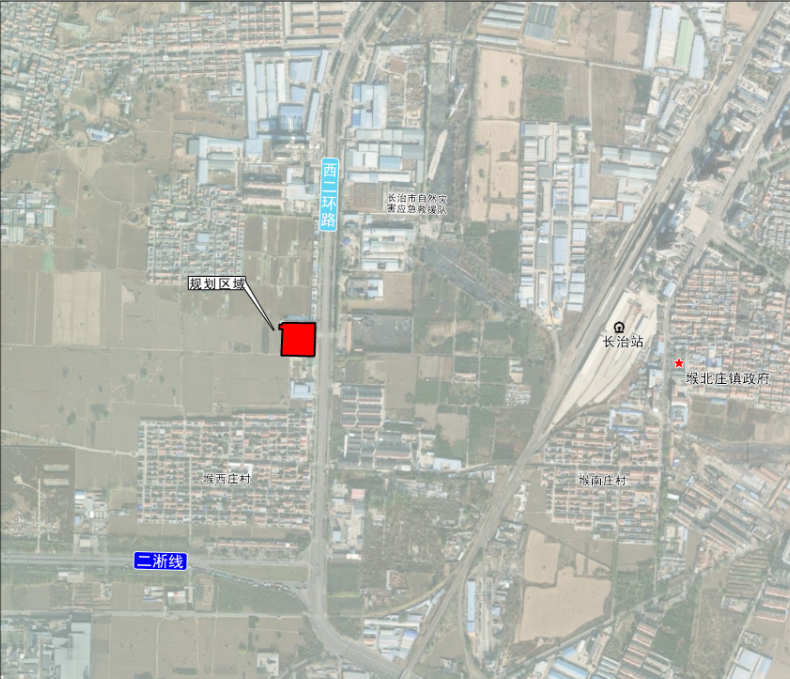 西二环路
长治市自然灾
害应急救援队
规划区域
长治站
堠北庄镇政府
堠西庄村
堠南庄村
二淅线